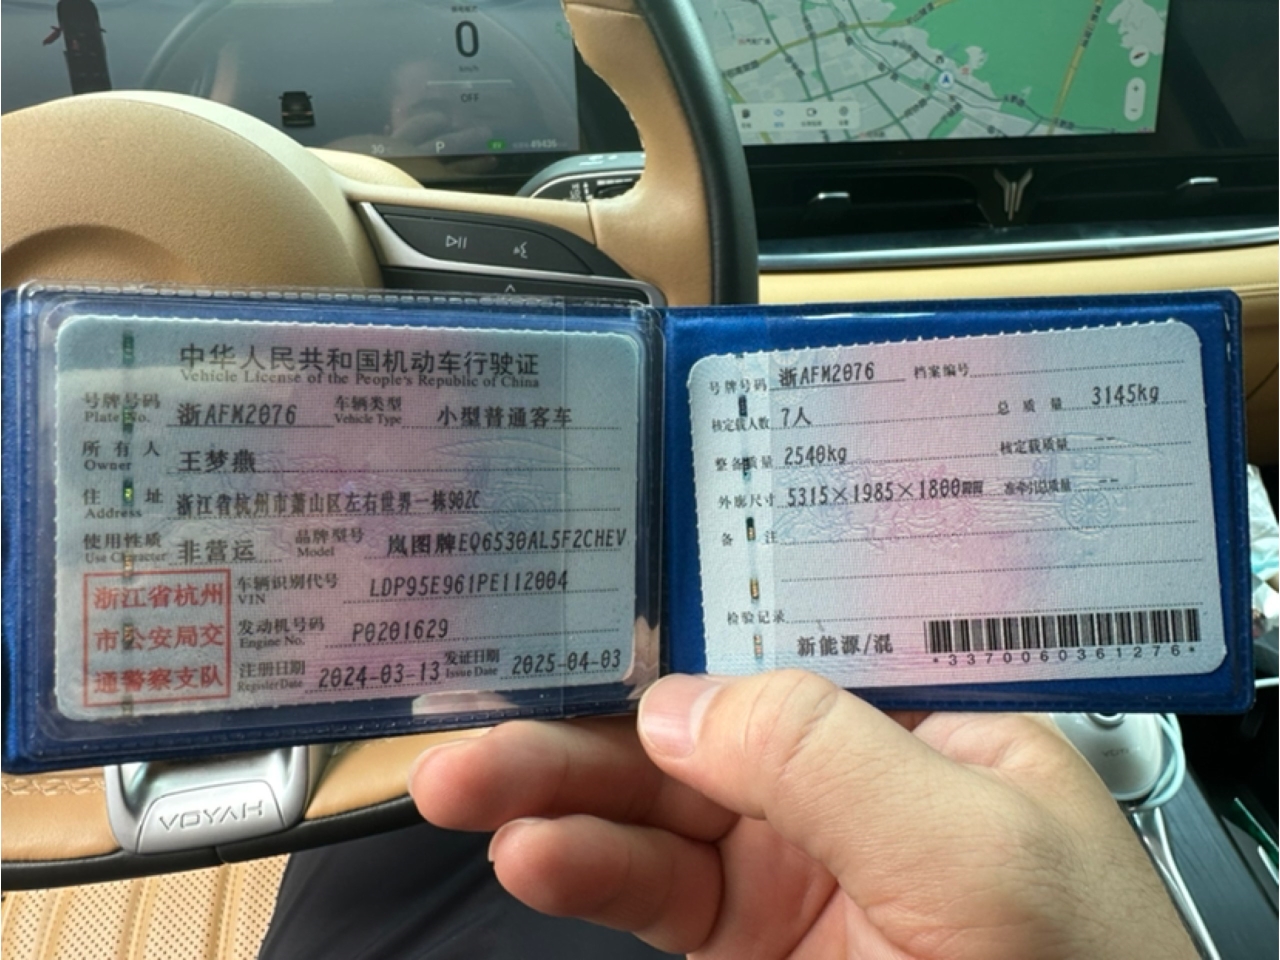 0
km/h
OFF
30
P
中华人民共和国机动车行驶证
Vehicle License of the People's Republic of China
号牌号码 浙AFM2076 车辆类型 小型普通客车
Plate No. Vehicle Type
所有人 王梦燕
Owner
住址 浙江省杭州市萧山区左右世界一栋902C
Address
使用性质 非营运 品牌型号 岚图牌EQ6530AL5F2CHEV
Use Character Model
浙江省杭州
市公安局交
通警察支队
车辆识别代号 LDP95E961PE112004
VIN
发动机号码 P0201629
Engine No.
注册日期 2024-03-13 发证日期 2025-04-03
Register Date Issue Date
号牌号码 浙AFM2076 档案编号
核定载人数 7人 总质量 3145kg
整备质量 2540kg 核定载质量 --
外廓尺寸 5315×1985×1800 准牵引总质量 --
备注
检验记录
新能源/混
*3370060361276*
VOYAH
VOYAH